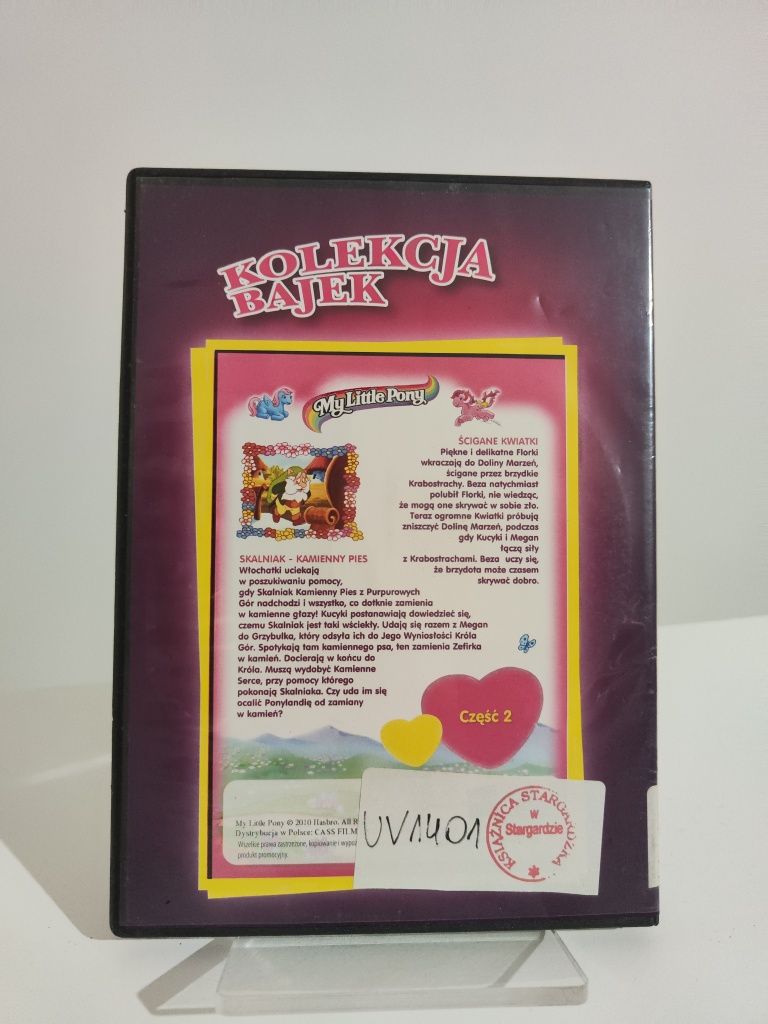 KOLEKCJA
BAJEK
My Little Pony
ŚCIGANE KWIATKI
Piękne i delikatne Florki
wkraczają do Doliny Marzeń,
ścigane przez brzydkie
Krabostrachy. Beza natychmiast
polubił Florki, nie wiedząc,
że mogą one skrywać w sobie zło.
Teraz ogromne Kwiatki próbują
zniszczyć Dolinę Marzeń, podczas
gdy Kucyki i Megan
łączą siły
z Krabostrachami. Beza uczy się,
że brzydota może czasem
skrywać dobro.
SKALNIAK - KAMIENNY PIES
Włochatki uciekają
w poszukiwaniu pomocy,
gdy Skalniak Kamienny Pies z Purpurowych
Gór nadchodzi i wszystko, co dotknie zamienia
w kamienne głazy! Kucyki postanawiają dowiedzieć się,
czemu Skalniak jest taki wściekły. Udają się razem z Megan
do Grzybulka, który odsyła ich do Jego Wyniosłości Króla
Gór. Spotykają tam kamiennego psa, ten zamienia Zefirka
w kamień. Docierają w końcu do
Króla. Muszą wydobyć Kamienne
Serce, przy pomocy którego
pokonają Skalniaka. Czy uda im się
ocalić Ponylandię od zamiany
w kamień?
Część 2
My Little Pony © 2010 Hasbro. All
Dystrybucja w Polsce: CASS FILM
Wszelkie prawa zastrzeżone, kopiowanie i
produkt promocyjny.
UV1401
KSIĄŻNICA STARGARDZKA
w
Stargardzie